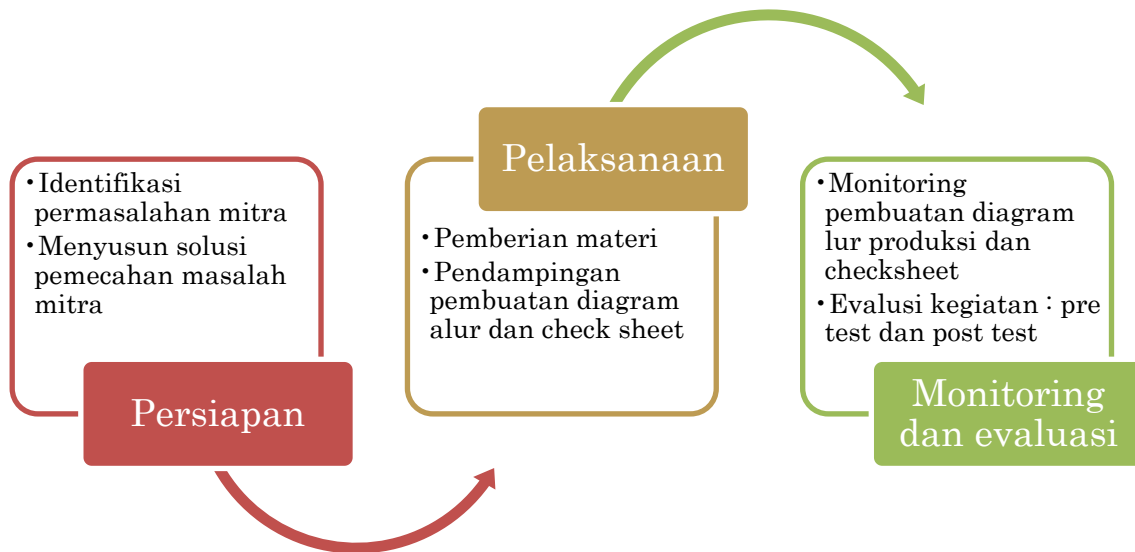 • Identifikasi
permasalahan mitra
• Menyusun solusi
pemecahan masalah
mitra
Persiapan
Pelaksanaan
• Pemberian materi
• Pendampingan
pembuatan diagram
alur dan check sheet
• Monitoring
pembuatan diagram
lur produksi dan
checksheet
• Evalusi kegiatan : pre
test dan post test
Monitoring
dan evaluasi